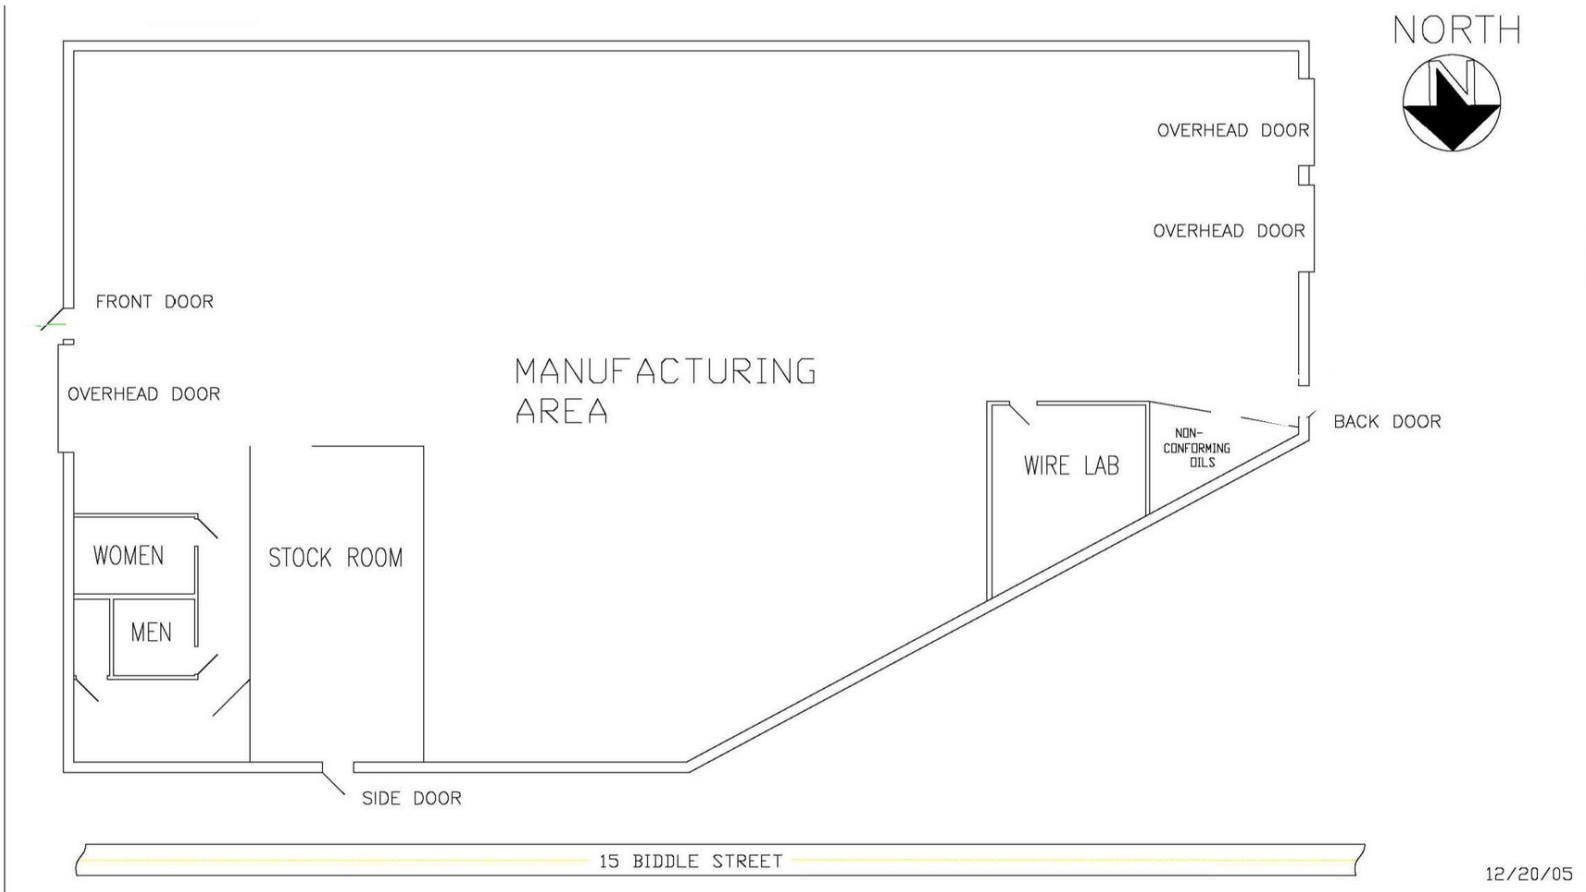 NORTH
N
OVERHEAD DOOR
OVERHEAD DOOR
FRONT DOOR
MANUFACTURING
AREA
OVERHEAD DOOR
BACK DOOR
NON-
CONFORMING
OILS
WIRE LAB
WOMEN
STOCK ROOM
MEN
SIDE DOOR
15 BIDDLE STREET
12/20/05